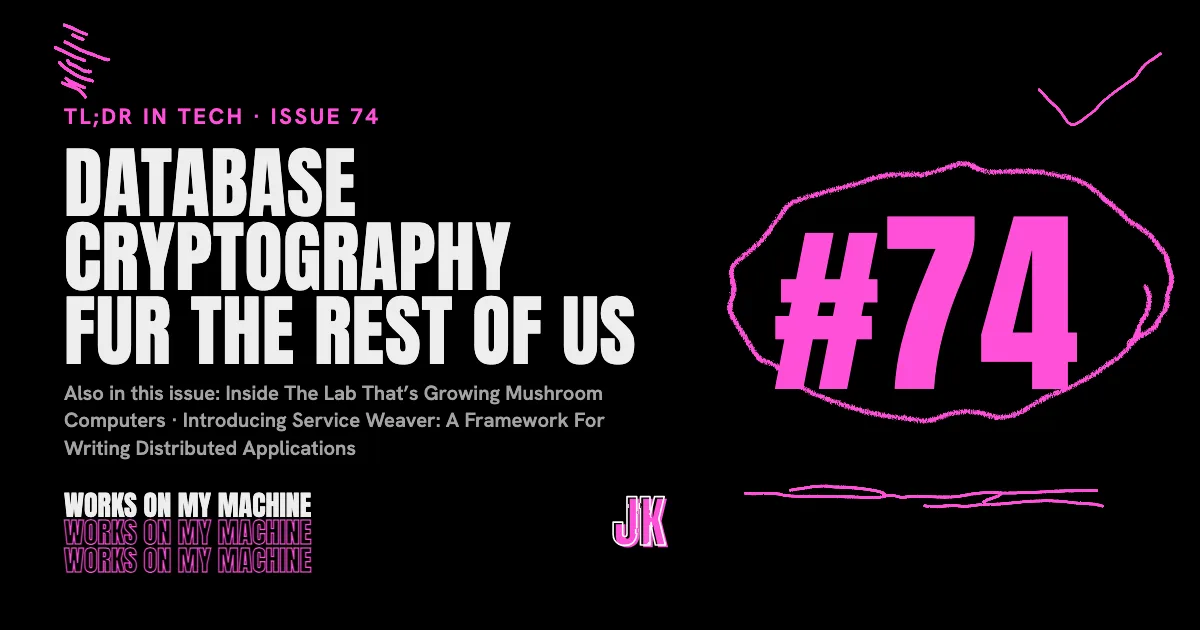 TL;DR IN TECH · ISSUE 74
DATABASE
CRYPTOGRAPHY
FUR THE REST OF US
Also in this issue: Inside The Lab That’s Growing Mushroom
Computers · Introducing Service Weaver: A Framework For
Writing Distributed Applications
WORKS ON MY MACHINE
WORKS ON MY MACHINE
WORKS ON MY MACHINE
JK
#74